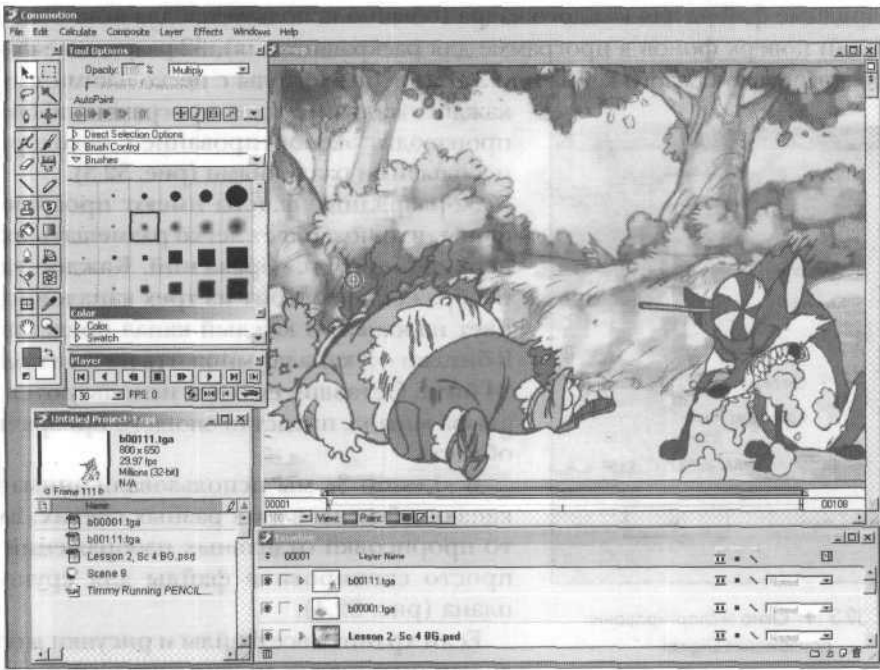 Commotion
File Edit Calculate Composite Layer Effects Windows Help
Tool Options
Opacity: % Multiply
AutoPaint
Direct Selection Options
Brush Control
Brushes
Color
Color
Swatch
Player
30 FPS: 0
Untitled Project-1.cpj
b00111.tga
800 x 650
29.97 fps
Millions (32-bit)
N/A
Frame 111
Name
b00001.tga
b00111.tga
Lesson 2, Sc 4 BG.psd
Scene 9
Timmy Running PENCIL...
00001 00108
View: Paint:
Timeline
00001 Layer Name
b00111.tga Normal
b00001.tga Normal
Lesson 2, Sc 4 BG.psd Normal